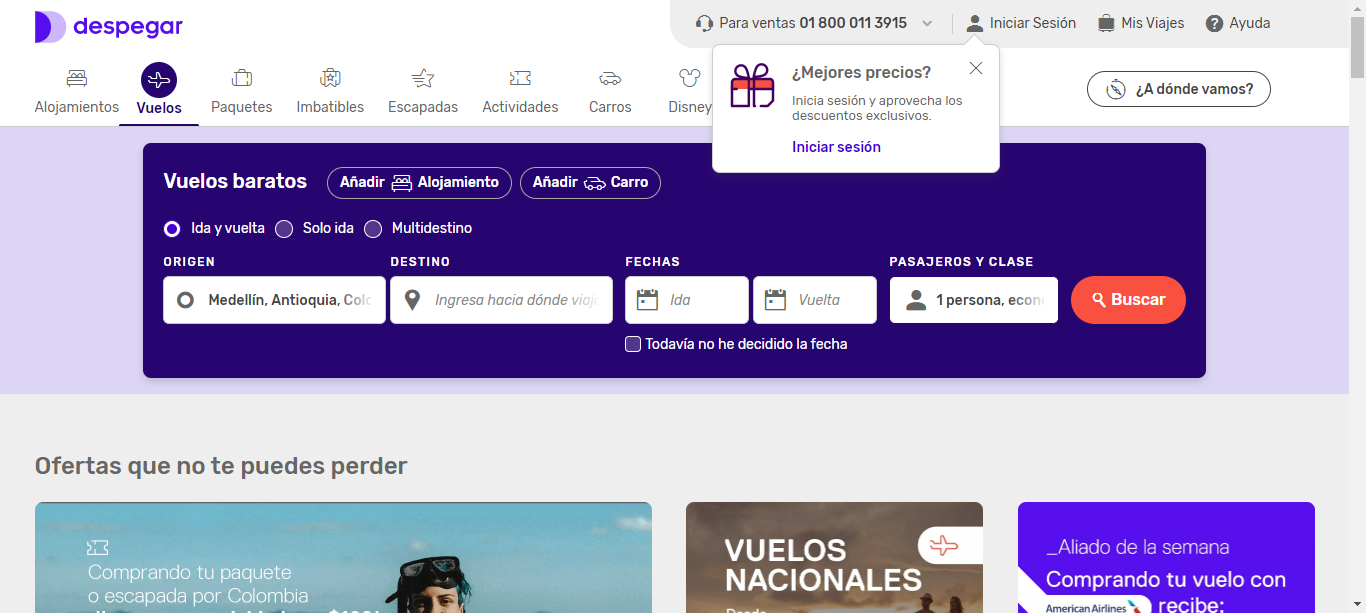 despegar
Para ventas 01 800 011 3915
Iniciar Sesión
Mis Viajes
Ayuda
Alojamientos
Vuelos
Paquetes
Imbatibles
Escapadas
Actividades
Carros
Disney
¿A dónde vamos?
¿Mejores precios?
Inicia sesión y aprovecha los
descuentos exclusivos.
Iniciar sesión
Vuelos baratos
Añadir Alojamiento
Añadir Carro
Ida y vuelta
Solo ida
Multidestino
ORIGEN
DESTINO
FECHAS
PASAJEROS Y CLASE
Medellín, Antioquia, Colo
Ingresa hacia dónde viaja
Ida
Vuelta
1 persona, econ
Buscar
Todavía no he decidido la fecha
Ofertas que no te puedes perder
Comprando tu paquete
o escapada por Colombia
VUELOS
NACIONALES
Desde
_Aliado de la semana
Comprando tu vuelo con
American Airlines recibe: